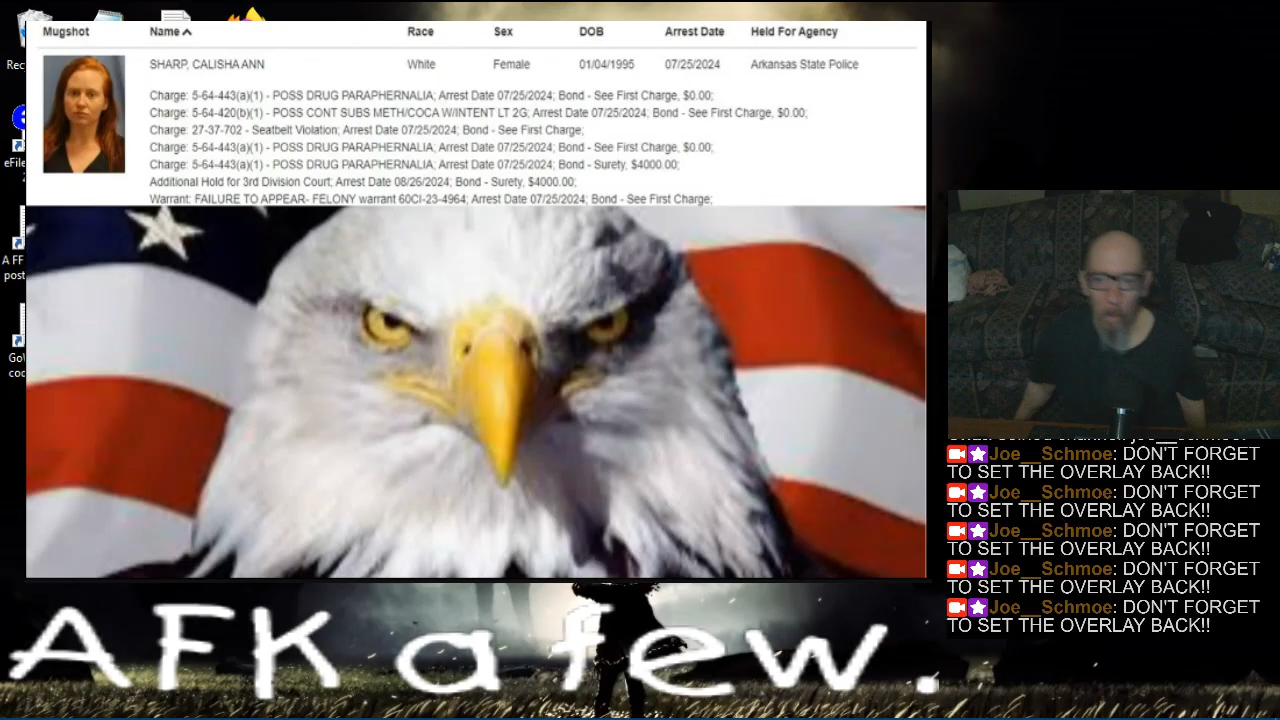 Mugshot Name Race Sex DOB Arrest Date Held For Agency
SHARP, CALISHA ANN White Female 01/04/1995 07/25/2024 Arkansas State Police
Charge: 5-64-443(a)(1) - POSS DRUG PARAPHERNALIA; Arrest Date 07/25/2024; Bond - See First Charge, $0.00;
Charge: 5-64-420(b)(1) - POSS CONT SUBS METH/COCA W/INTENT LT 2G; Arrest Date 07/25/2024; Bond - See First Charge, $0.00;
Charge: 27-37-702 - Seatbelt Violation; Arrest Date 07/25/2024; Bond - See First Charge;
Charge: 5-64-443(a)(1) - POSS DRUG PARAPHERNALIA; Arrest Date 07/25/2024; Bond - See First Charge, $0.00;
Charge: 5-64-443(a)(1) - POSS DRUG PARAPHERNALIA; Arrest Date 07/25/2024; Bond - Surety, $4000.00;
Additional Hold for 3rd Division Court; Arrest Date 08/26/2024; Bond - Surety, $4000.00;
Warrant: FAILURE TO APPEAR- FELONY warrant 60CI-23-4964; Arrest Date 07/25/2024; Bond - See First Charge;
Rec
eFile
A FF
post
Go
coc
Joe__Schmoe: DON'T FORGET
TO SET THE OVERLAY BACK!!
Joe__Schmoe: DON'T FORGET
TO SET THE OVERLAY BACK!!
Joe__Schmoe: DON'T FORGET
TO SET THE OVERLAY BACK!!
Joe__Schmoe: DON'T FORGET
TO SET THE OVERLAY BACK!!
Joe__Schmoe: DON'T FORGET
TO SET THE OVERLAY BACK!!
AFK a few.